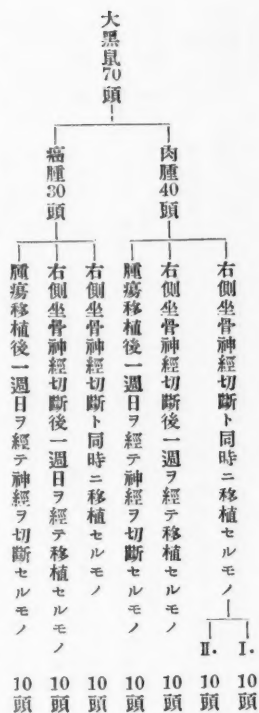 大黑鼠70頭
肉腫40頭
右側坐骨神經切斷ト同時ニ移植セルモノ
I. 10頭
II. 10頭
右側坐骨神經切斷後一週ヲ經テ移植セルモノ 10頭
腫瘍移植後一週日ヲ經テ神經ヲ切斷セルモノ 10頭
癌腫30頭
右側坐骨神經切斷ト同時ニ移植セルモノ 10頭
右側坐骨神經切斷後一週日ヲ經テ移植セルモノ 10頭
腫瘍移植後一週日ヲ經テ神經ヲ切斷セルモノ 10頭